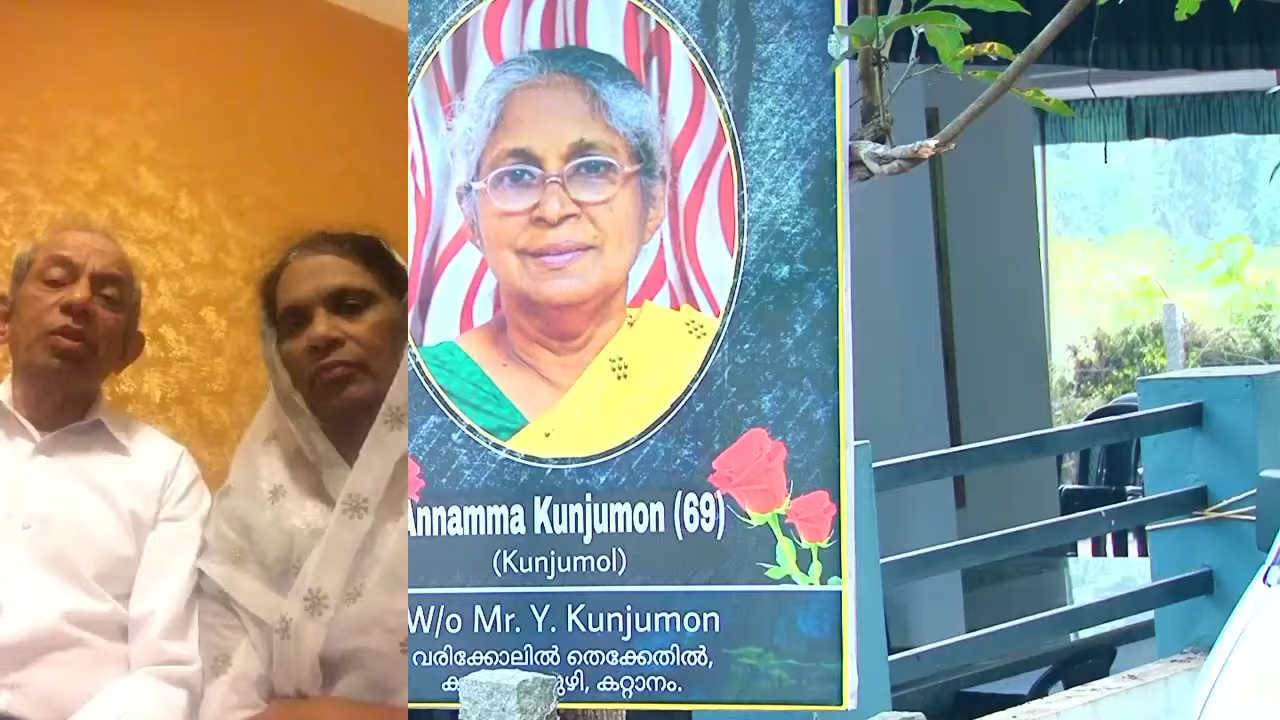 Annamma Kunjumon (69)
(Kunjumol)
W/o Mr. Y. Kunjumon
വരിക്കോലിൽ തെക്കേതിൽ,
കറ്റാനം.